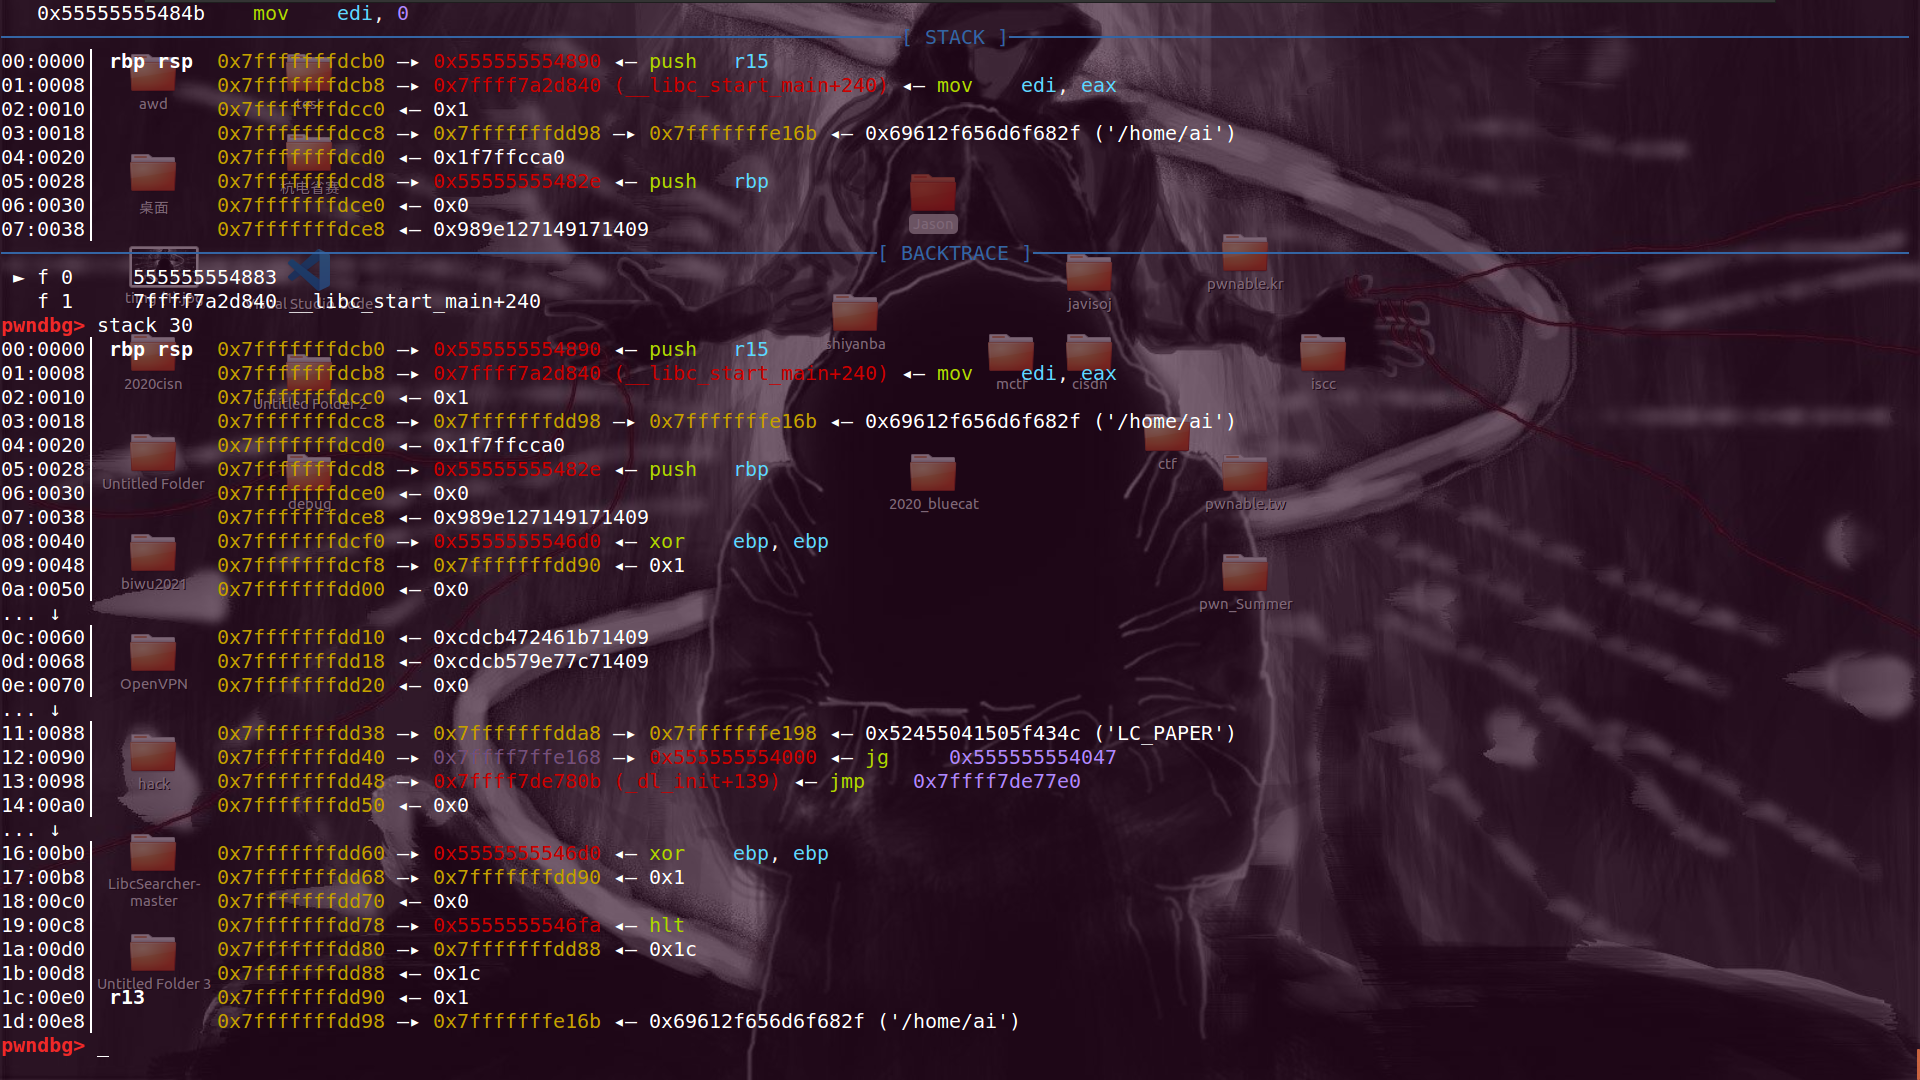 0x55555555484b    mov    edi, 0
[ STACK ]
00:0000│  rbp rsp  0x7fffffffdcb0 —▸ 0x555555554890 ◂— push   r15
01:0008│           0x7fffffffdcb8 —▸ 0x7ffff7a2d840 (__libc_start_main+240) ◂— mov    edi, eax
02:0010│           0x7fffffffdcc0 ◂— 0x1
03:0018│           0x7fffffffdcc8 —▸ 0x7fffffffdd98 —▸ 0x7fffffffe16b ◂— 0x69612f656d6f682f ('/home/ai')
04:0020│           0x7fffffffdcd0 ◂— 0x1f7ffcca0
05:0028│           0x7fffffffdcd8 —▸ 0x55555555482e ◂— push   rbp
06:0030│           0x7fffffffdce0 ◂— 0x0
07:0038│           0x7fffffffdce8 ◂— 0x989e127149171409
[ BACKTRACE ]
► f 0     555555554883
f 1     7ffff7a2d840 __libc_start_main+240
pwndbg> stack 30
00:0000│  rbp rsp  0x7fffffffdcb0 —▸ 0x555555554890 ◂— push   r15
01:0008│           0x7fffffffdcb8 —▸ 0x7ffff7a2d840 (__libc_start_main+240) ◂— mov    edi, eax
02:0010│           0x7fffffffdcc0 ◂— 0x1
03:0018│           0x7fffffffdcc8 —▸ 0x7fffffffdd98 —▸ 0x7fffffffe16b ◂— 0x69612f656d6f682f ('/home/ai')
04:0020│           0x7fffffffdcd0 ◂— 0x1f7ffcca0
05:0028│           0x7fffffffdcd8 —▸ 0x55555555482e ◂— push   rbp
06:0030│           0x7fffffffdce0 ◂— 0x0
07:0038│           0x7fffffffdce8 ◂— 0x989e127149171409
08:0040│           0x7fffffffdcf0 —▸ 0x5555555546d0 ◂— xor    ebp, ebp
09:0048│           0x7fffffffdcf8 —▸ 0x7fffffffdd90 ◂— 0x1
0a:0050│           0x7fffffffdd00 ◂— 0x0
... ↓
0c:0060│           0x7fffffffdd10 ◂— 0xcdcb472461b71409
0d:0068│           0x7fffffffdd18 ◂— 0xcdcb579e77c71409
0e:0070│           0x7fffffffdd20 ◂— 0x0
... ↓
11:0088│           0x7fffffffdd38 —▸ 0x7fffffffdda8 —▸ 0x7fffffffe198 ◂— 0x52455041505f434c ('LC_PAPER')
12:0090│           0x7fffffffdd40 —▸ 0x7ffff7ffe168 —▸ 0x555555554000 ◂— jg     0x555555554047
13:0098│           0x7fffffffdd48 —▸ 0x7ffff7de780b (_dl_init+139) ◂— jmp    0x7ffff7de77e0
14:00a0│           0x7fffffffdd50 ◂— 0x0
... ↓
16:00b0│           0x7fffffffdd60 —▸ 0x5555555546d0 ◂— xor    ebp, ebp
17:00b8│           0x7fffffffdd68 —▸ 0x7fffffffdd90 ◂— 0x1
18:00c0│           0x7fffffffdd70 ◂— 0x0
19:00c8│           0x7fffffffdd78 —▸ 0x5555555546fa ◂— hlt
1a:00d0│           0x7fffffffdd80 —▸ 0x7fffffffdd88 ◂— 0x1c
1b:00d8│           0x7fffffffdd88 ◂— 0x1c
1c:00e0│  r13      0x7fffffffdd90 ◂— 0x1
1d:00e8│           0x7fffffffdd98 —▸ 0x7fffffffe16b ◂— 0x69612f656d6f682f ('/home/ai')
pwndbg> _
awd
test
桌面
杭电省赛
Jason
pwnable.kr
javisoj
shiyanba
2020cisn
mctf
cisdn
iscc
Untitled Folder 2
ctf
Untitled Folder
debug
2020_bluecat
pwnable.tw
biwu2021
pwn_Summer
OpenVPN
hack
LibcSearcher-
master
Untitled Folder 3